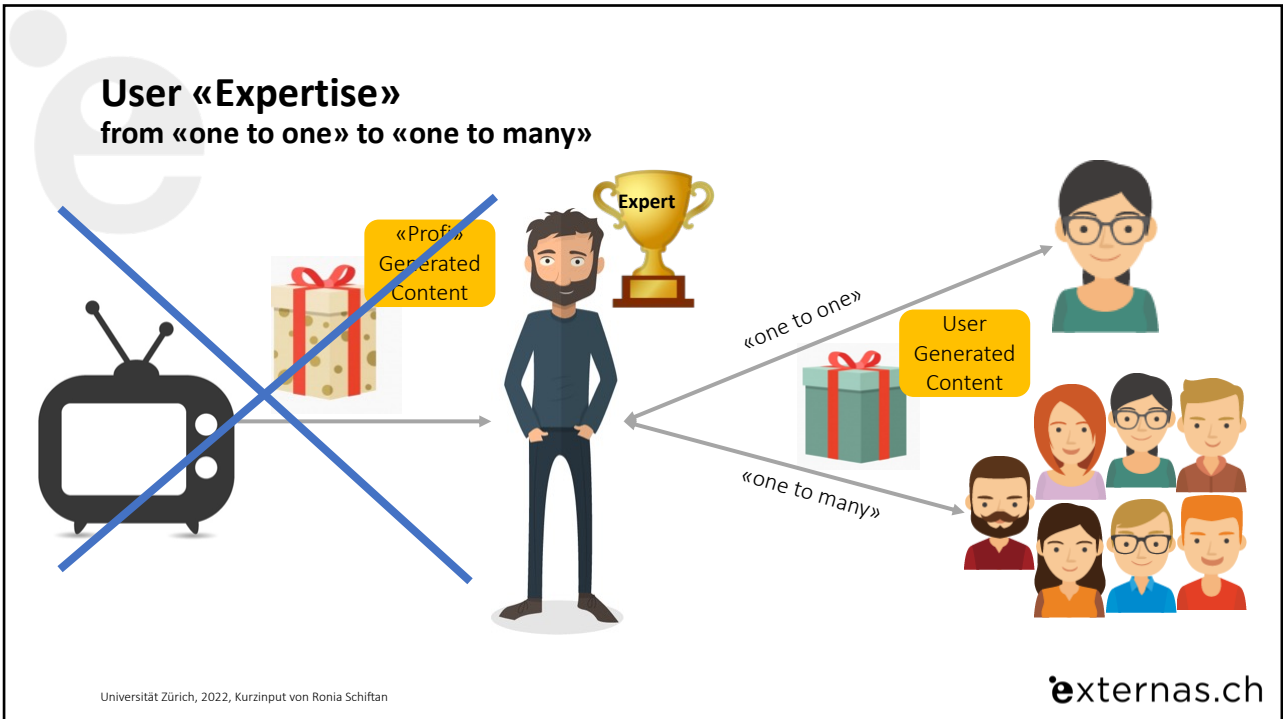 User «Expertise»
from «one to one» to «one to many»
Expert
«Profi»
Generated
Content
«one to one»
User
Generated
Content
«one to many»
Universität Zürich, 2022, Kurzinput von Ronia Schiftan
externas.ch